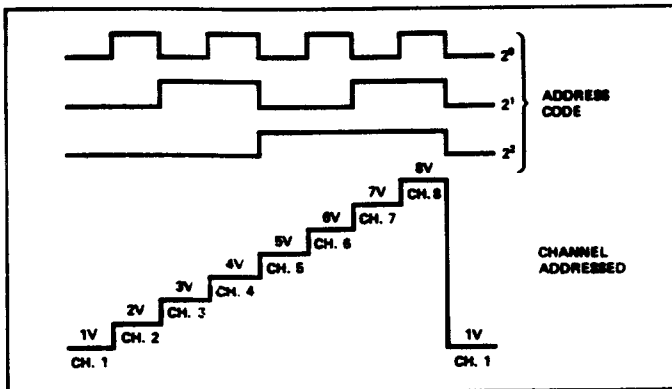 2⁰
2¹
ADDRESS
CODE
2²
8V
CH. 8
7V
CH. 7
6V
CH. 6
5V
CH. 5
4V
CH. 4
3V
CH. 3
2V
CH. 2
1V
CH. 1
CHANNEL
ADDRESSED
1V
CH. 1